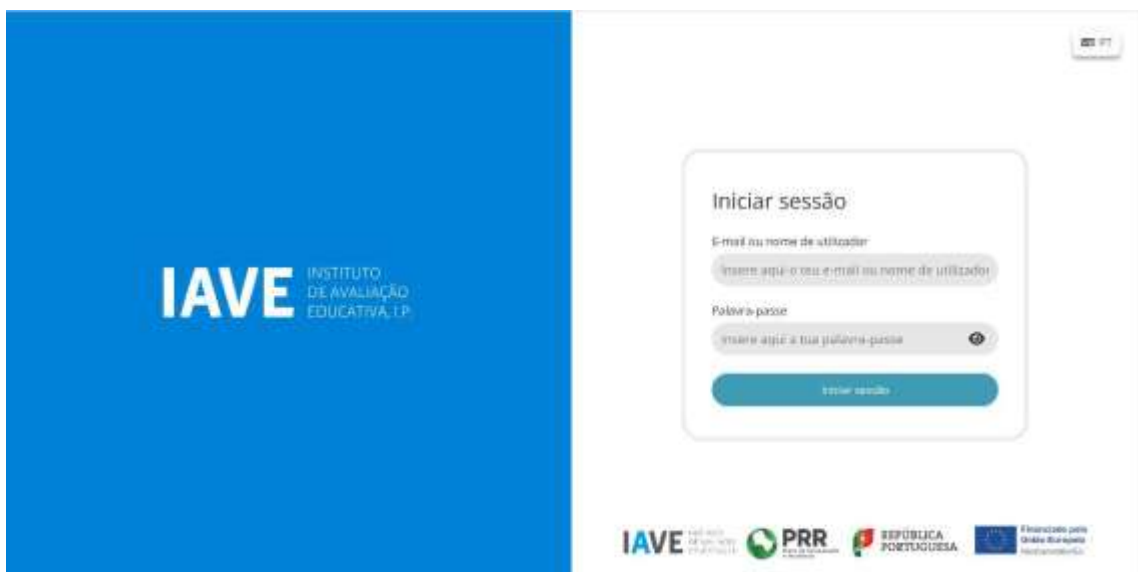 IAVE
INSTITUTO
DE AVALIAÇÃO
EDUCATIVA, I.P.
PT
Iniciar sessão
E-mail ou nome de utilizador
Insere aqui o teu e-mail ou nome de utilizador
Palavra-passe
Insere aqui a tua palavra-passe
Iniciar sessão
IAVE
PRR
REPÚBLICA
PORTUGUESA
Financiado pela
União Europeia
NextGenerationEU